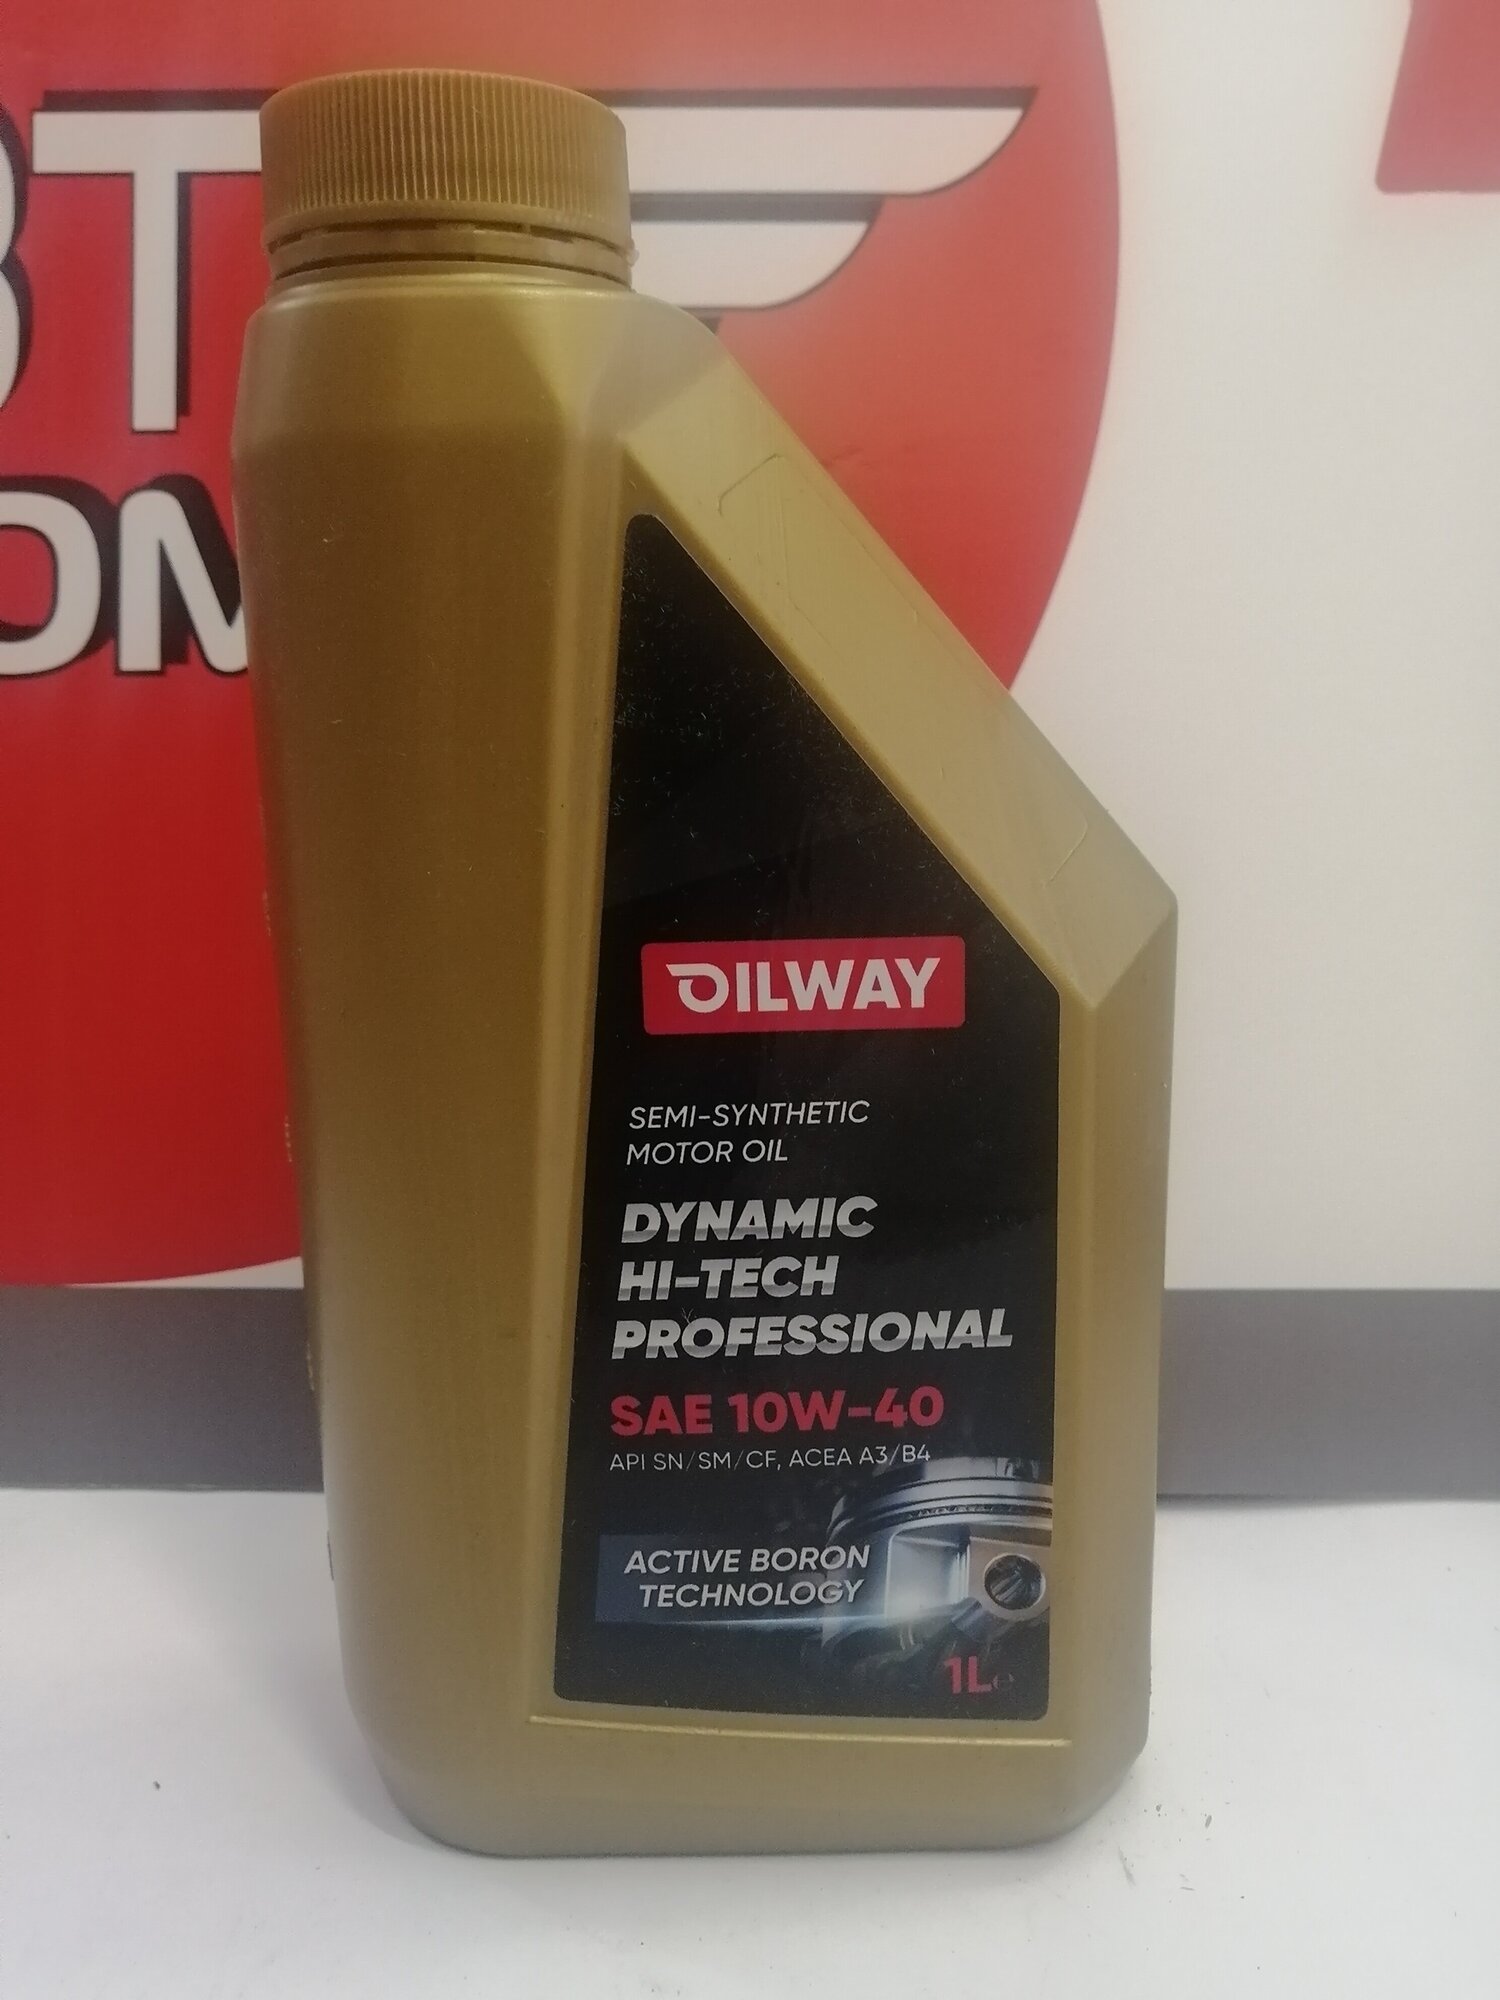 OILWAY
SEMI-SYNTHETIC
MOTOR OIL
DYNAMIC
HI-TECH
PROFESSIONAL
SAE 10W-40
API SN/SM/CF, ACEA A3/B4
ACTIVE BORON
TECHNOLOGY
1L e